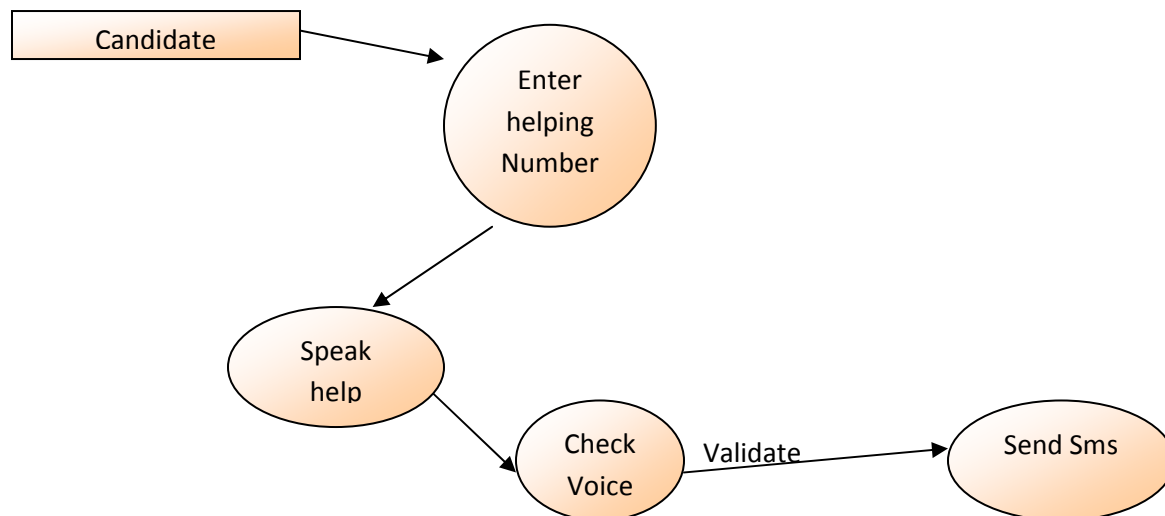 Candidate
Enter
helping
Number
Speak
help
Check
Voice
Validate
Send Sms